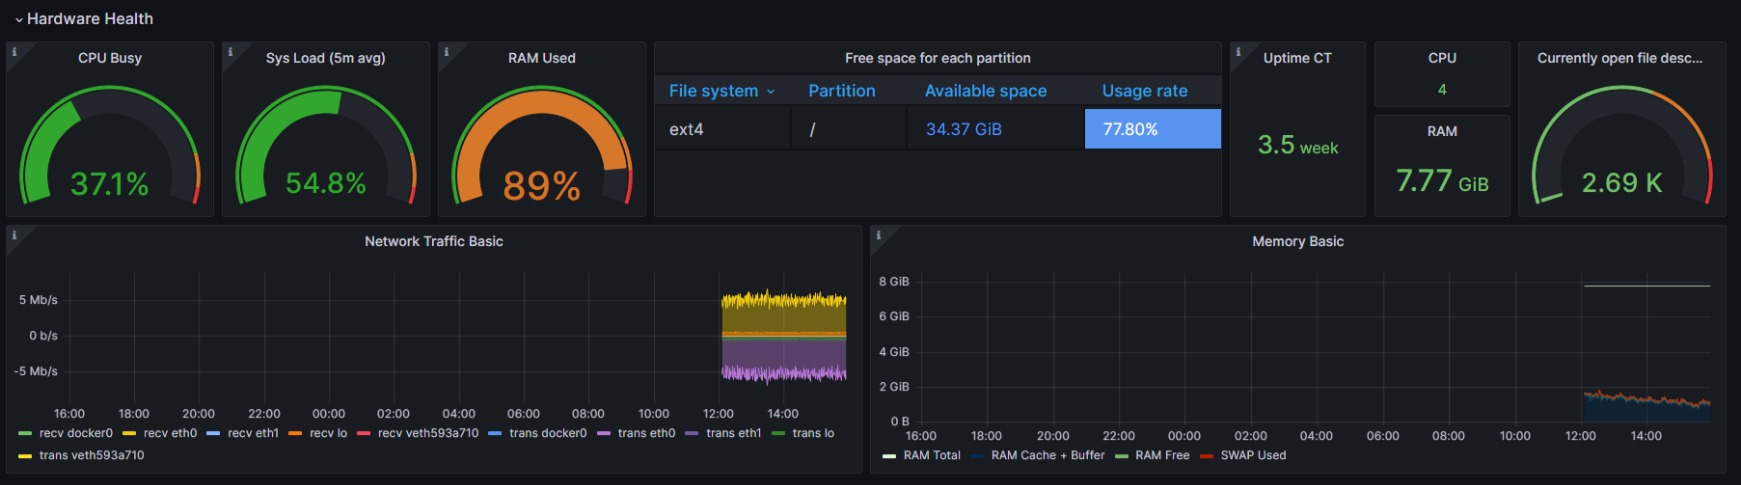 Hardware Health
CPU Busy
37.1%
Sys Load (5m avg)
54.8%
RAM Used
89%
Free space for each partition
File system Partition Available space Usage rate
ext4 / 34.37 GiB 77.80%
Uptime CT
3.5 week
CPU
4
RAM
7.77 GiB
Currently open file desc...
2.69 K
Network Traffic Basic
5 Mb/s
0 b/s
-5 Mb/s
16:00 18:00 20:00 22:00 00:00 02:00 04:00 06:00 08:00 10:00 12:00 14:00
recv docker0 recv eth0 recv eth1 recv lo recv veth593a710 trans docker0 trans eth0 trans eth1 trans lo
trans veth593a710
Memory Basic
8 GiB
6 GiB
4 GiB
2 GiB
0 B
16:00 18:00 20:00 22:00 00:00 02:00 04:00 06:00 08:00 10:00 12:00 14:00
RAM Total RAM Cache + Buffer RAM Free SWAP Used